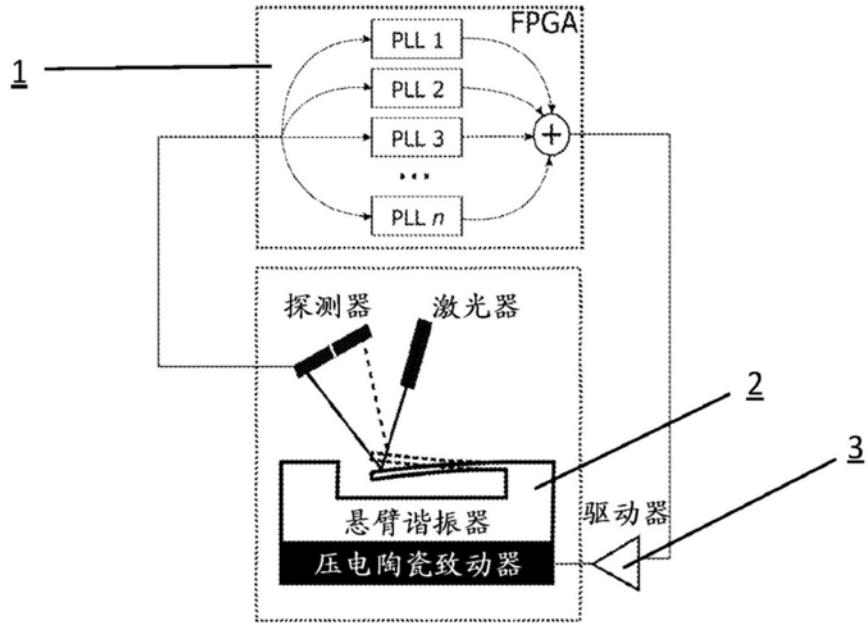 FPGA
1
PLL 1
PLL 2
PLL 3
...
PLL n
+
探测器
激光器
2
3
悬臂谐振器
驱动器
压电陶瓷致动器